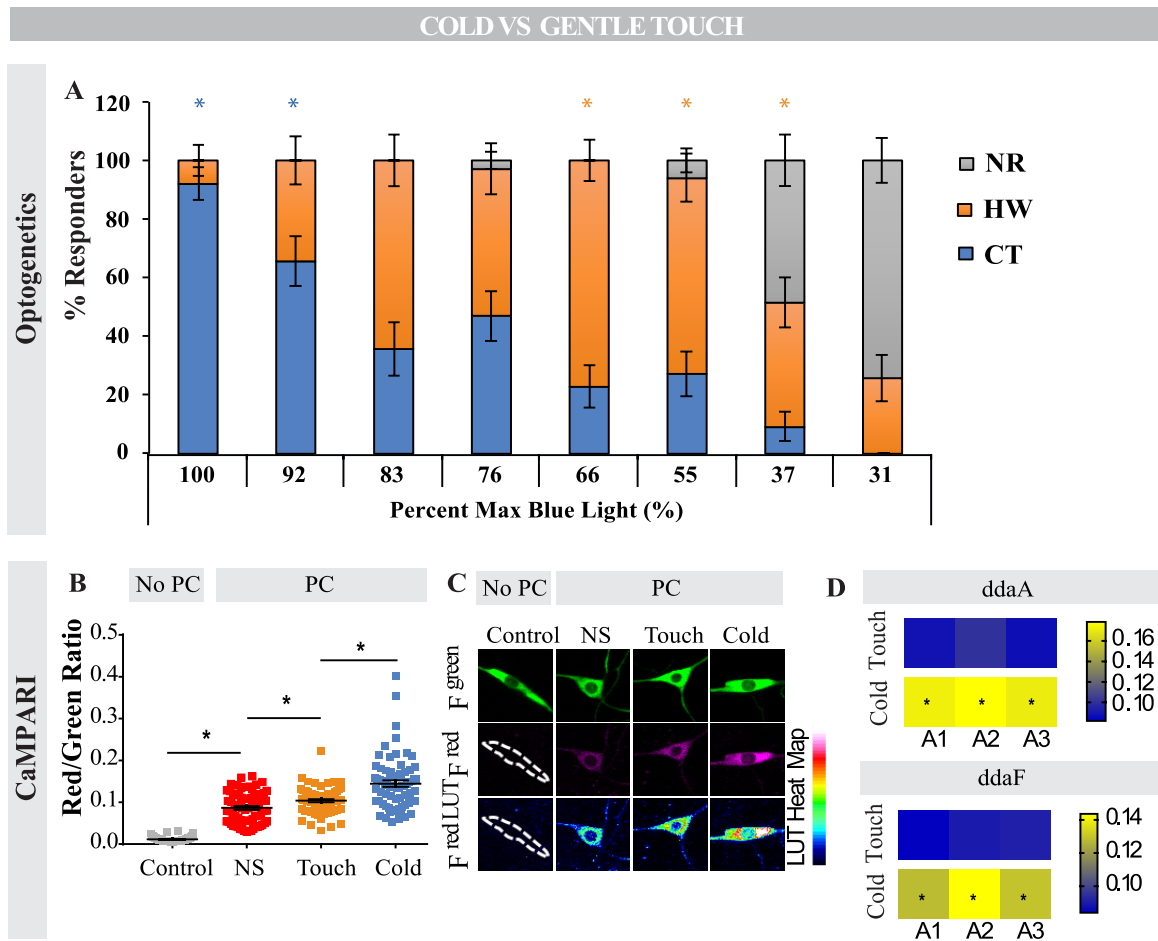 COLD VS GENTLE TOUCH
Optogenetics
A
% Responders
120
100
80
60
40
20
0
* * * * *
NR
HW
CT
100 92 83 76 66 55 37 31
Percent Max Blue Light (%)
CaMPARI
B
No PC PC
Red/Green Ratio
0.5
0.4
0.3
0.2
0.1
0.0
* * *
Control NS Touch Cold
C
No PC PC
Control NS Touch Cold
F green
F red
F red LUT
LUT Heat Map
D
ddaA
Touch
Cold
* * *
A1 A2 A3
0.16
0.14
0.12
0.10
ddaF
Touch
Cold
* * *
A1 A2 A3
0.14
0.12
0.10